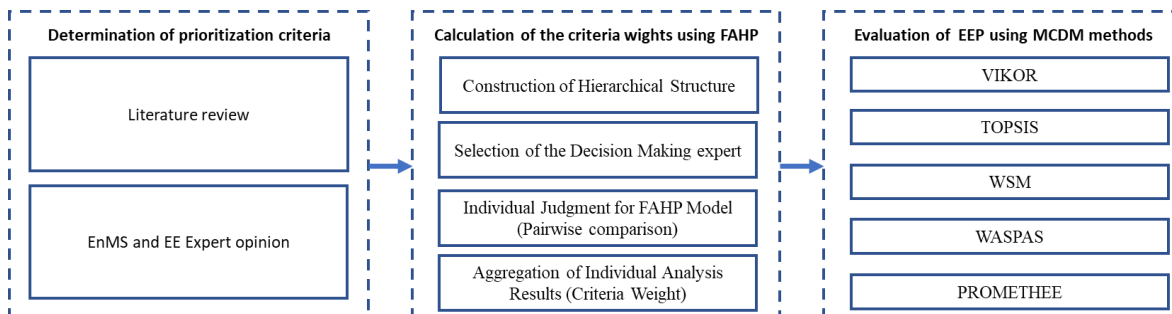 Determination of prioritization criteria
Literature review
EnMS and EE Expert opinion
Calculation of the criteria wights using FAHP
Construction of Hierarchical Structure
Selection of the Decision Making expert
Individual Judgment for FAHP Model
(Pairwise comparison)
Aggregation of Individual Analysis
Results (Criteria Weight)
Evaluation of EEP using MCDM methods
VIKOR
TOPSIS
WSM
WASPAS
PROMETHEE